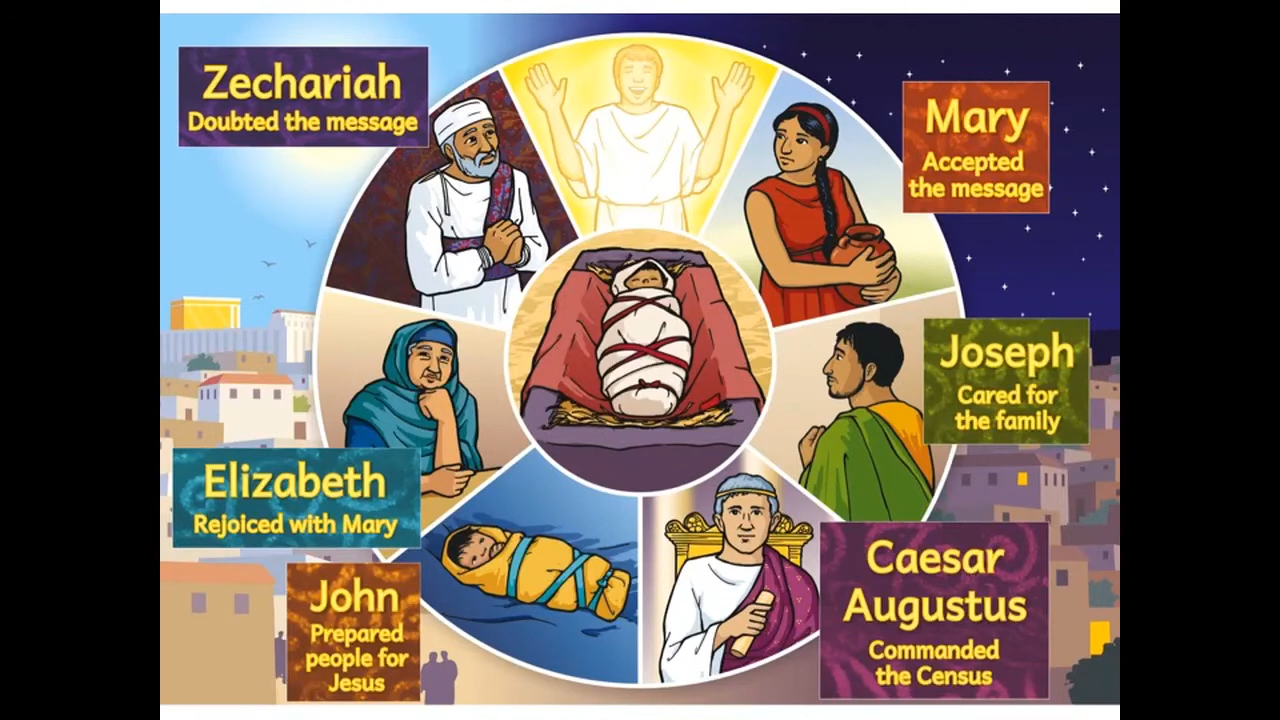 Zechariah
Doubted the message
Mary
Accepted
the message
Joseph
Cared for
the family
Elizabeth
Rejoiced with Mary
John
Prepared
people for
Jesus
Caesar
Augustus
Commanded
the Census